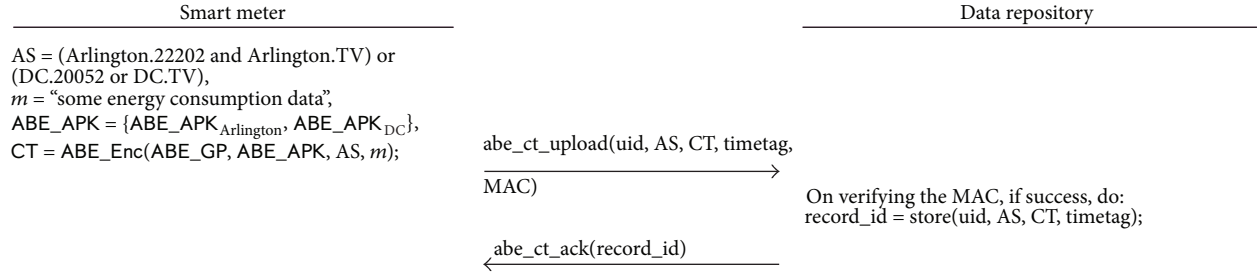 Smart meter
Data repository
AS = (Arlington.22202 and Arlington.TV) or
(DC.20052 or DC.TV),
m = “some energy consumption data”,
ABE_APK = {ABE_APK_Arlington, ABE_APK_DC},
CT = ABE_Enc(ABE_GP, ABE_APK, AS, m);
abe_ct_upload(uid, AS, CT, timetag,
MAC)
On verifying the MAC, if success, do:
record_id = store(uid, AS, CT, timetag);
abe_ct_ack(record_id)